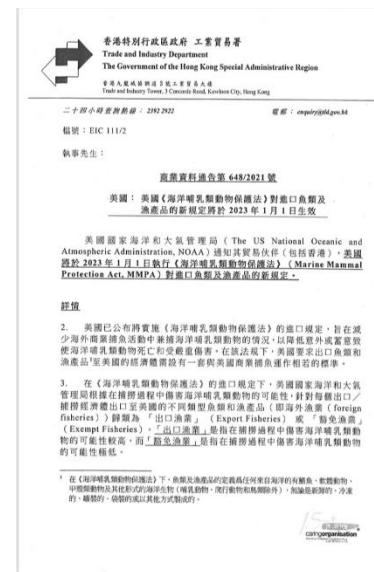 香港特別行政區政府 工業貿易署
Trade and Industry Department
The Government of the Hong Kong Special Administrative Region
香港九龍城協調道 3 號工業貿易大樓
Trade and Industry Tower, 3 Concorde Road, Kowloon City, Hong Kong
二十四小時查詢熱線： 2392 2922
電郵： enquiry@tid.gov.hk
檔號：EIC 111/2
執事先生：
商業資料通告第 648/2021 號
美國： 美國《海洋哺乳類動物保護法》對進口魚類及
漁產品的新規定將於 2023 年 1 月 1 日生效
美國國家海洋和大氣管理局（The US National Oceanic and
Atmospheric Administration, NOAA）通知其貿易伙伴（包括香港），美國
將於 2023 年 1 月 1 日執行《海洋哺乳類動物保護法》（Marine Mammal
Protection Act, MMPA）對進口魚類及漁產品的新規定。
詳情
2. 美國已公布將實施《海洋哺乳類動物保護法》的進口規定，旨在減
少海外商業捕魚活動中兼捕海洋哺乳類動物的情況，以降低意外或蓄意致
使海洋哺乳類動物死亡和受嚴重傷害。在該法規下，美國要求出口魚類和
漁產品¹至美國的經濟體需設有一套與美國商業捕魚運作相若的標準。
3. 在《海洋哺乳類動物保護法》的進口規定下，美國國家海洋和大氣
管理局根據在捕撈過程中傷害海洋哺乳類動物的可能性，針對每個出口／
捕撈經濟體出口至美國的不同類型魚類和漁產品（即海外漁業（foreign
fisheries））歸類為「出口漁業」（Export Fisheries）或「豁免漁業」
（Exempt Fisheries）。「出口漁業」是指在捕撈過程中傷害海洋哺乳類動
物的可能性較高，而「豁免漁業」是指在捕撈過程中傷害海洋哺乳類動物
的可能性極低。
¹ 在《海洋哺乳類動物保護法》下，魚類及漁產品的定義為任何來自海洋的有鰭魚、軟體動物、
甲殼類動物及其他形式的海洋生物（哺乳動物、爬行動物和鳥類除外），無論是新鮮的、冷凍
的、罐裝的、袋裝的或以其他方式製成的。
caringorganisation